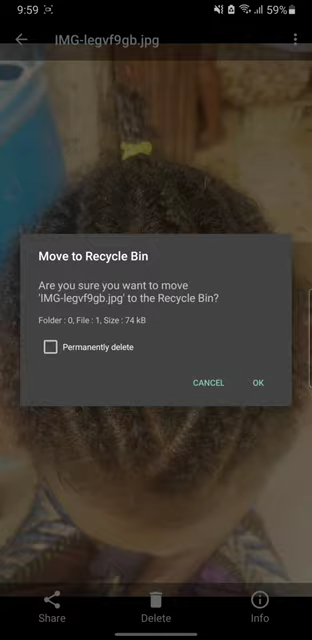 9:59
59%
IMG-legvf9gb.jpg
Move to Recycle Bin
Are you sure you want to move
'IMG-legvf9gb.jpg' to the Recycle Bin?
Folder : 0, File : 1, Size : 74 kB
Permanently delete
CANCEL OK
Share Delete Info